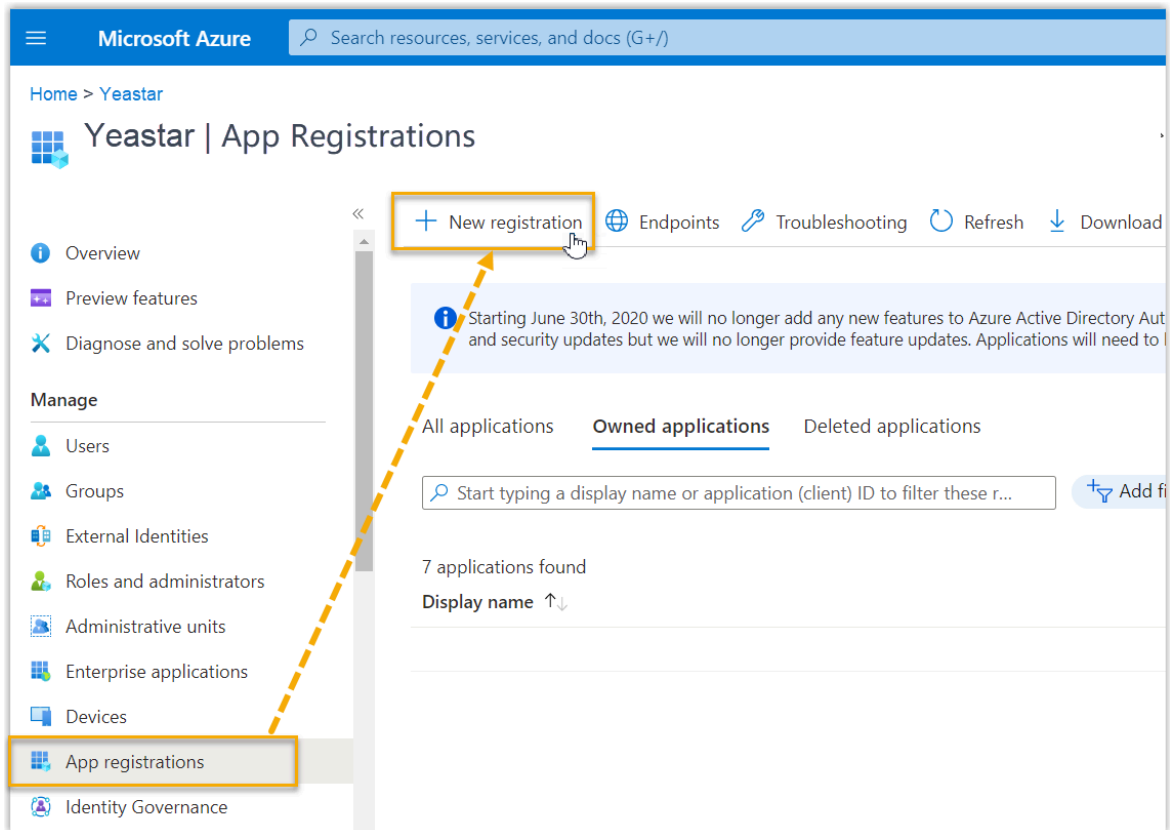 Microsoft Azure
Search resources, services, and docs (G+/)
Home > Yeastar
Yeastar | App Registrations
«
New registration
Endpoints
Troubleshooting
Refresh
Download
Overview
Preview features
Diagnose and solve problems
Manage
Users
Groups
External Identities
Roles and administrators
Administrative units
Enterprise applications
Devices
App registrations
Identity Governance
Starting June 30th, 2020 we will no longer add any new features to Azure Active Directory Aut
and security updates but we will no longer provide feature updates. Applications will need to
All applications
Owned applications
Deleted applications
Start typing a display name or application (client) ID to filter these r...
Add fi
7 applications found
Display name ↑↓